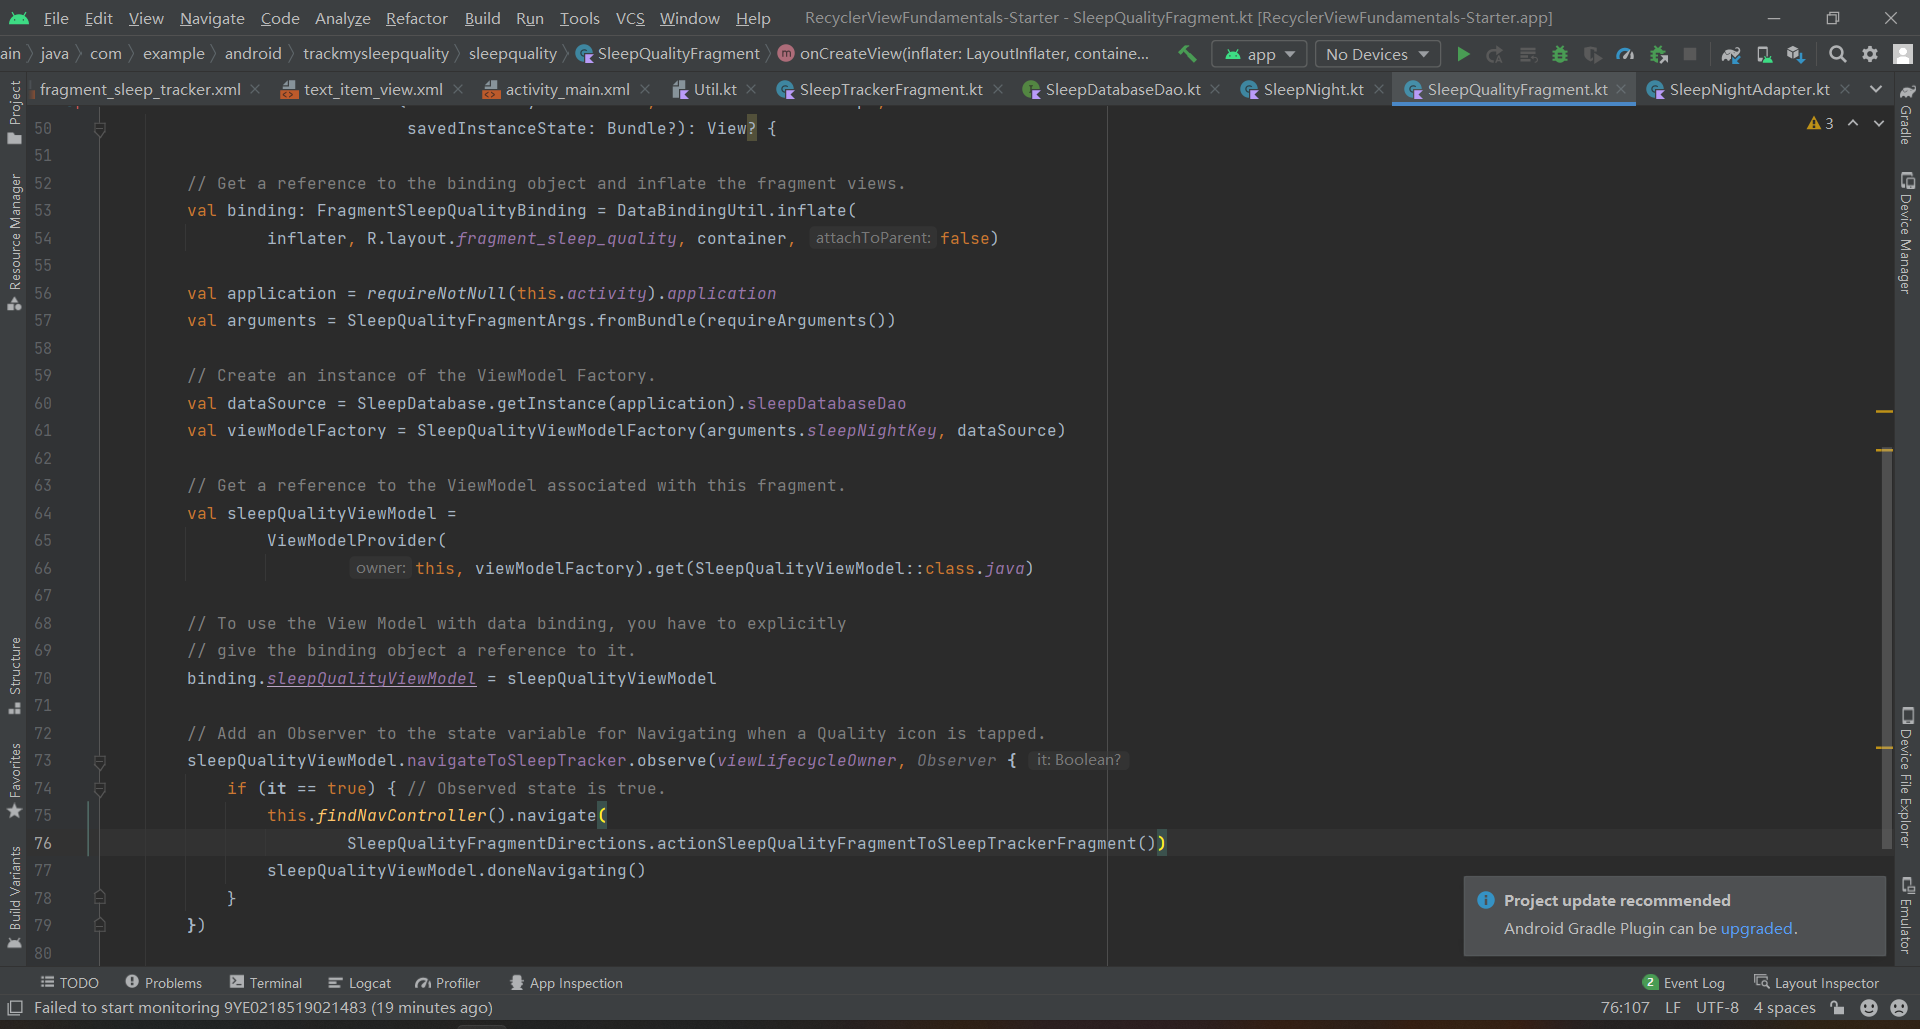 File Edit View Navigate Code Analyze Refactor Build Run Tools VCS Window Help RecyclerViewFundamentals-Starter - SleepQualityFragment.kt [RecyclerViewFundamentals-Starter.app]
ain java com example android trackmysleepquality sleepquality SleepQualityFragment onCreateView(inflater: LayoutInflater, containe... app No Devices
fragment_sleep_tracker.xml text_item_view.xml activity_main.xml Util.kt SleepTrackerFragment.kt SleepDatabaseDao.kt SleepNight.kt SleepQualityFragment.kt SleepNightAdapter.kt
Project
Resource Manager
Structure
Favorites
Build Variants
50 savedInstanceState: Bundle?): View? {
51
52 // Get a reference to the binding object and inflate the fragment views.
53 val binding: FragmentSleepQualityBinding = DataBindingUtil.inflate(
54 inflater, R.layout.fragment_sleep_quality, container, attachToParent: false)
55
56 val application = requireNotNull(this.activity).application
57 val arguments = SleepQualityFragmentArgs.fromBundle(requireArguments())
58
59 // Create an instance of the ViewModel Factory.
60 val dataSource = SleepDatabase.getInstance(application).sleepDatabaseDao
61 val viewModelFactory = SleepQualityViewModelFactory(arguments.sleepNightKey, dataSource)
62
63 // Get a reference to the ViewModel associated with this fragment.
64 val sleepQualityViewModel =
65 ViewModelProvider(
66 owner: this, viewModelFactory).get(SleepQualityViewModel::class.java)
67
68 // To use the View Model with data binding, you have to explicitly
69 // give the binding object a reference to it.
70 binding.sleepQualityViewModel = sleepQualityViewModel
71
72 // Add an Observer to the state variable for Navigating when a Quality icon is tapped.
73 sleepQualityViewModel.navigateToSleepTracker.observe(viewLifecycleOwner, Observer { it: Boolean?
74 if (it == true) { // Observed state is true.
75 this.findNavController().navigate(
76 SleepQualityFragmentDirections.actionSleepQualityFragmentToSleepTrackerFragment())
77 sleepQualityViewModel.doneNavigating()
78 }
79 })
80
3
Gradle
Device Manager
Device File Explorer
Emulator
Project update recommended
Android Gradle Plugin can be upgraded.
TODO Problems Terminal Logcat Profiler App Inspection 2 Event Log Layout Inspector
Failed to start monitoring 9YE0218519021483 (19 minutes ago) 76:107 LF UTF-8 4 spaces